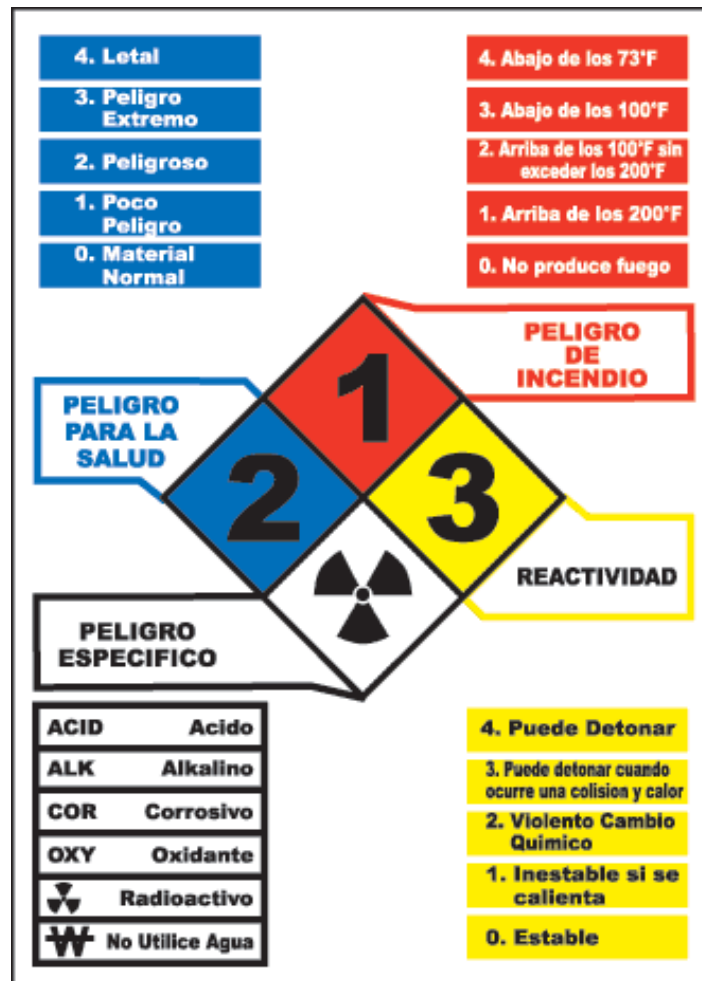 4. Letal
3. Peligro
Extremo
2. Peligroso
1. Poco
Peligro
0. Material
Normal
4. Abajo de los 73°F
3. Abajo de los 100°F
2. Arriba de los 100°F sin
exceder los 200°F
1. Arriba de los 200°F
0. No produce fuego
PELIGRO
DE
INCENDIO
PELIGRO
PARA LA
SALUD
1
2
3
REACTIVIDAD
PELIGRO
ESPECIFICO
ACID Acido
ALK Alkalino
COR Corrosivo
OXY Oxidante
Radioactivo
W No Utilice Agua
4. Puede Detonar
3. Puede detonar cuando
ocurre una colision y calor
2. Violento Cambio
Quimico
1. Inestable si se
calienta
0. Estable